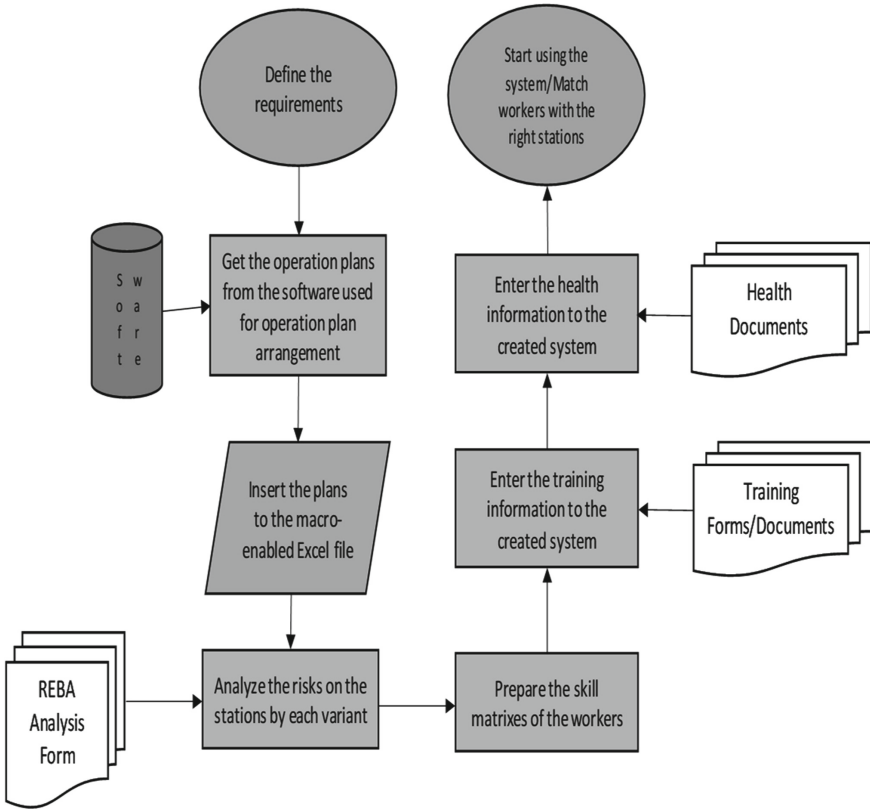 Define the
requirements
Soft
ware
Get the operation plans
from the software used
for operation plan
arrangement
Insert the plans
to the macro-
enabled Excel file
REBA
Analysis
Form
Analyze the risks on the
stations by each variant
Prepare the skill
matrixes of the workers
Enter the training
information to the
created system
Training
Forms/Documents
Enter the health
information to the
created system
Health
Documents
Start using the
system/Match
workers with the
right stations